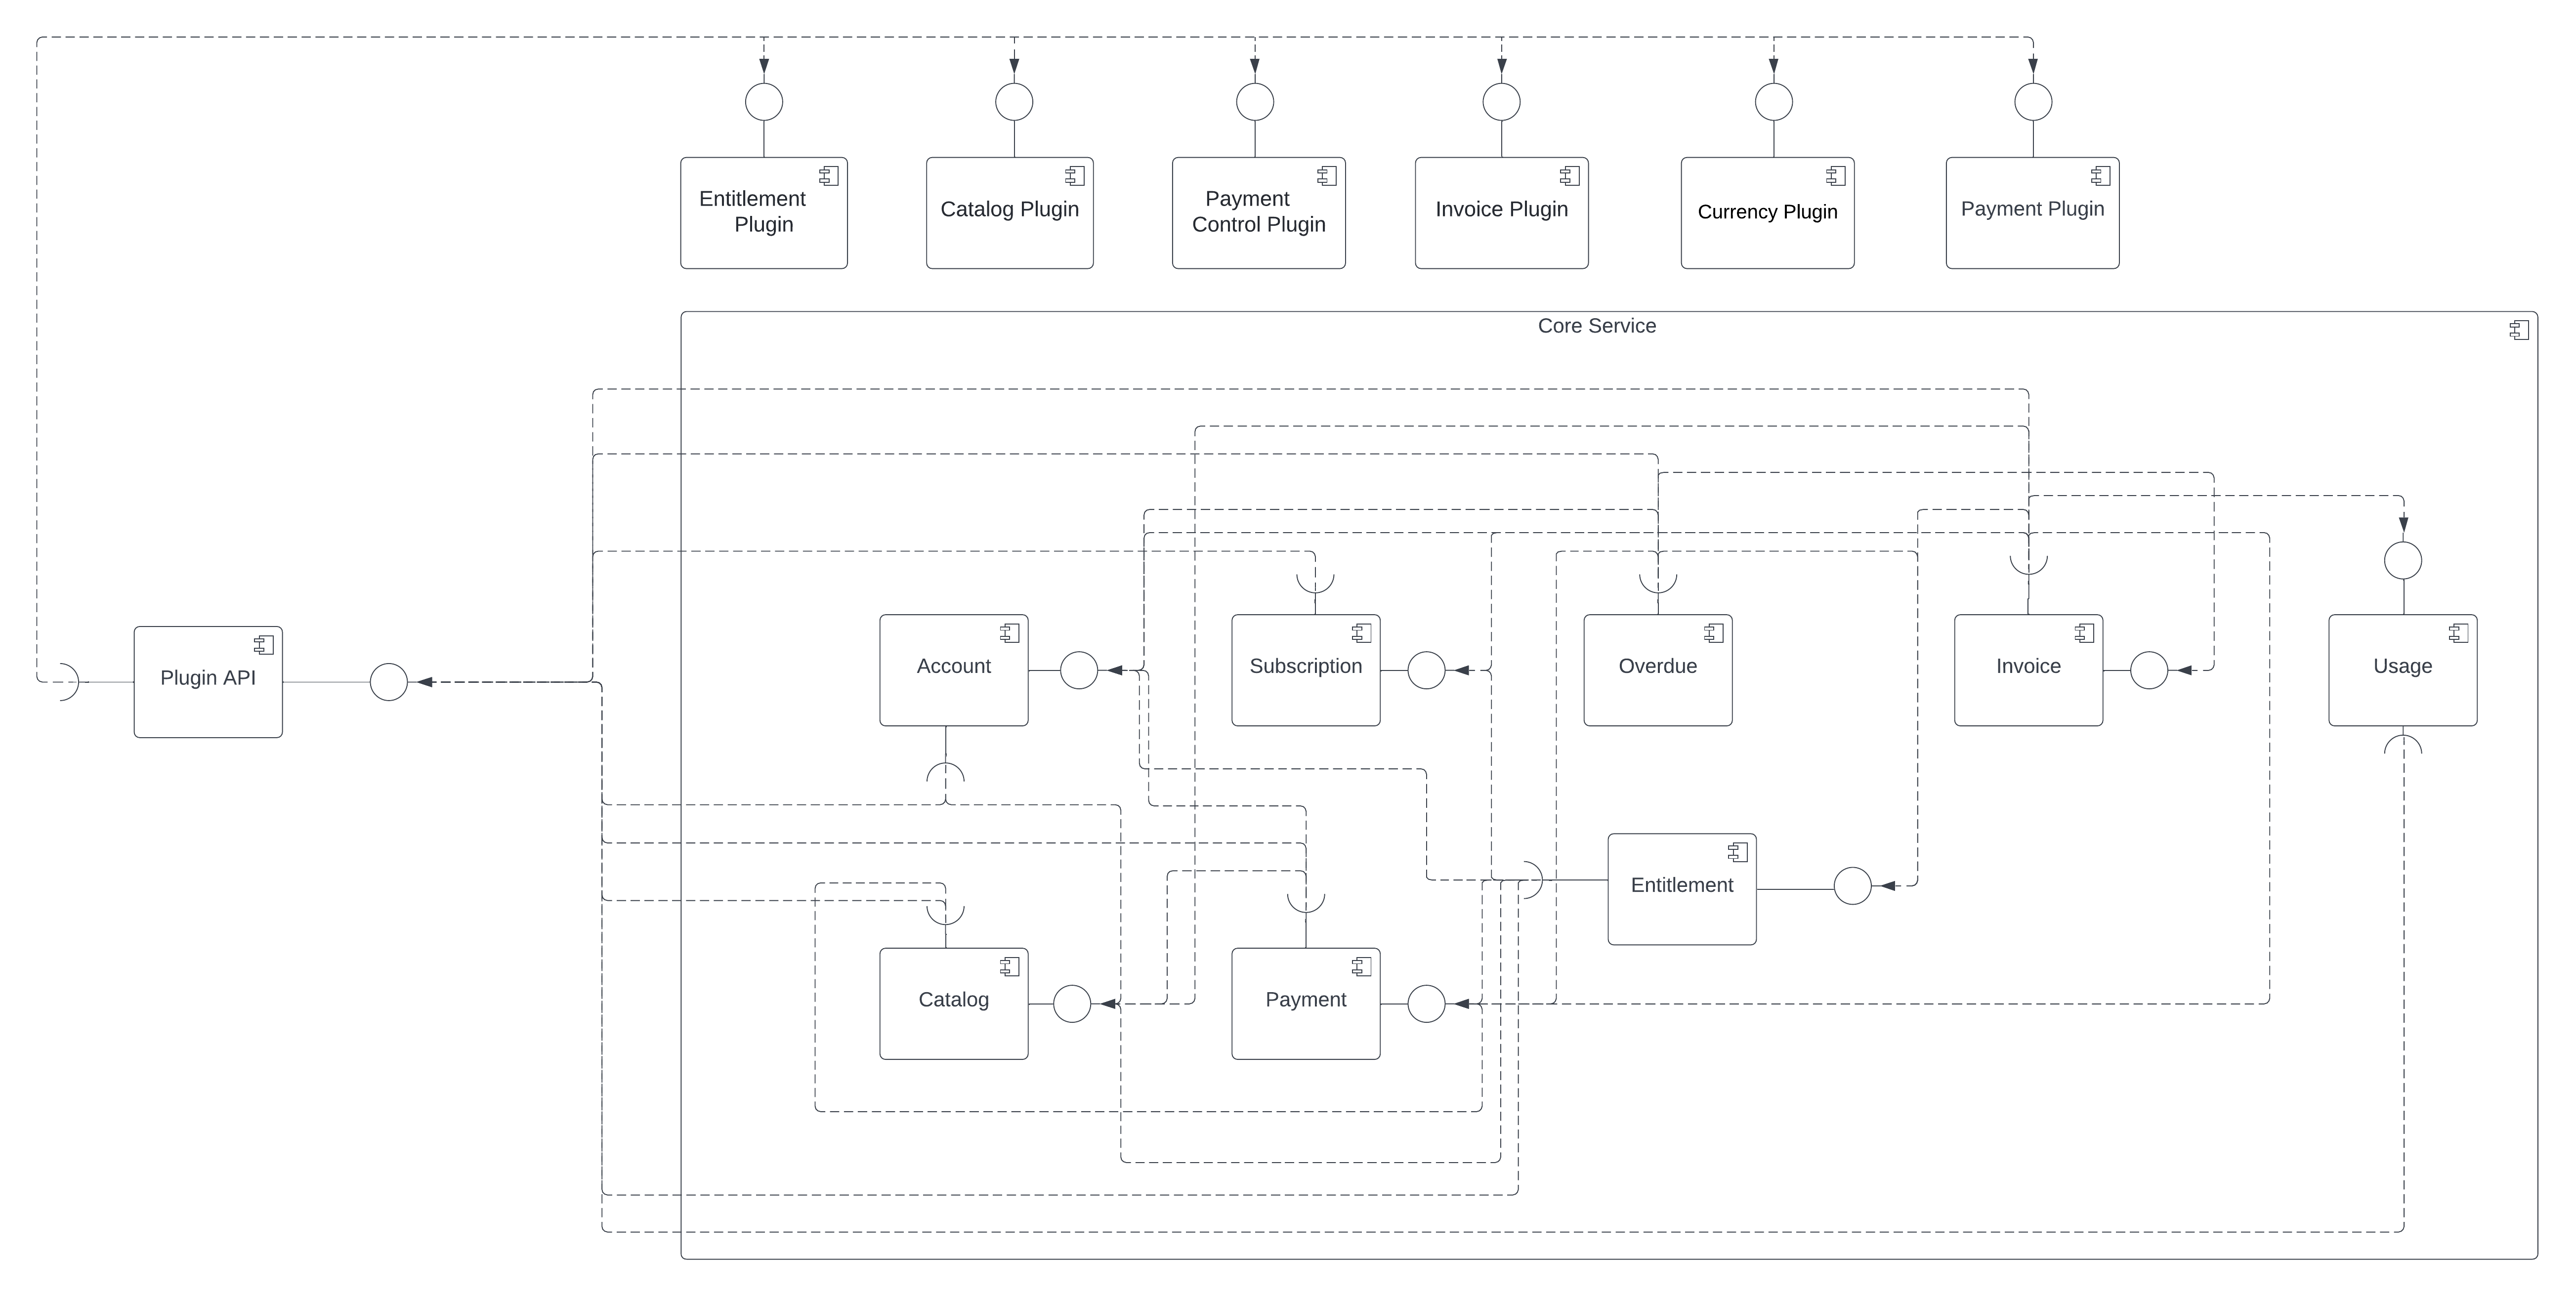 Entitlement
Plugin
Catalog Plugin
Payment
Control Plugin
Invoice Plugin
Currency Plugin
Payment Plugin
Core Service
Plugin API
Account
Subscription
Overdue
Invoice
Usage
Entitlement
Catalog
Payment